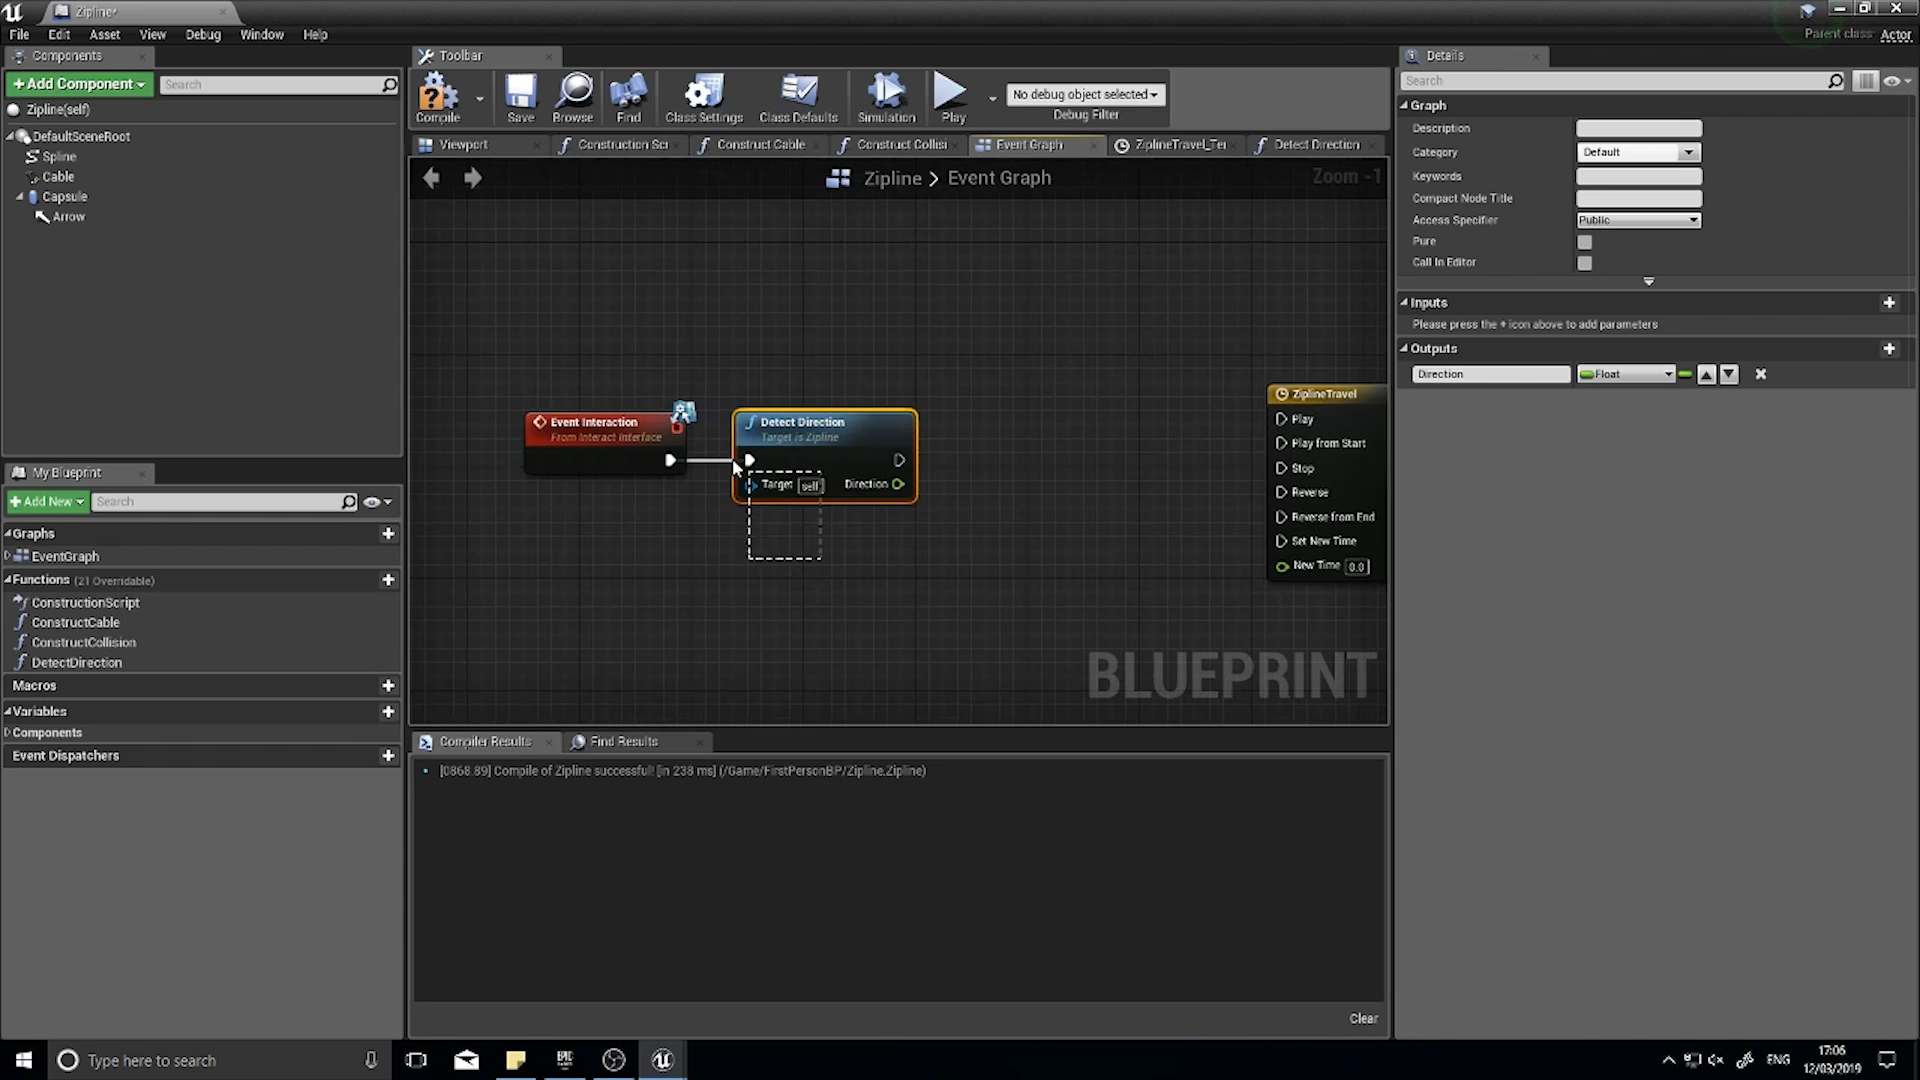 Zipline*
File Edit Asset View Debug Window Help
Parent class: Actor
Components
Toolbar
Details
+Add Component
Search
Search
Zipline(self)
DefaultSceneRoot
Spline
Cable
Capsule
Arrow
Compile
Save
Browse
Find
Class Settings
Class Defaults
Simulation
Play
No debug object selected
Debug Filter
Viewport
Construction Scr
Construct Cable
Construct Collisi
Event Graph
ZiplineTravel_Ter
Detect Direction
Zipline > Event Graph
Zoom -1
Graph
Description
Category Default
Keywords
Compact Node Title
Access Specifier Public
Pure
Call In Editor
Inputs
Please press the + icon above to add parameters
Outputs
Direction Float
Event Interaction
From Interact Interface
Detect Direction
Target is Zipline
Target self Direction
ZiplineTravel
Play
Play from Start
Stop
Reverse
Reverse from End
Set New Time
New Time 0.0
BLUEPRINT
My Blueprint
+Add New
Search
Graphs
EventGraph
Functions (21 Overridable)
ConstructionScript
ConstructCable
ConstructCollision
DetectDirection
Macros
Variables
Components
Event Dispatchers
Compiler Results
Find Results
[0868.89] Compile of Zipline successful! [in 238 ms] (/Game/FirstPersonBP/Zipline.Zipline)
Clear
Type here to search
EPIC
ENG
17:06
12/03/2019